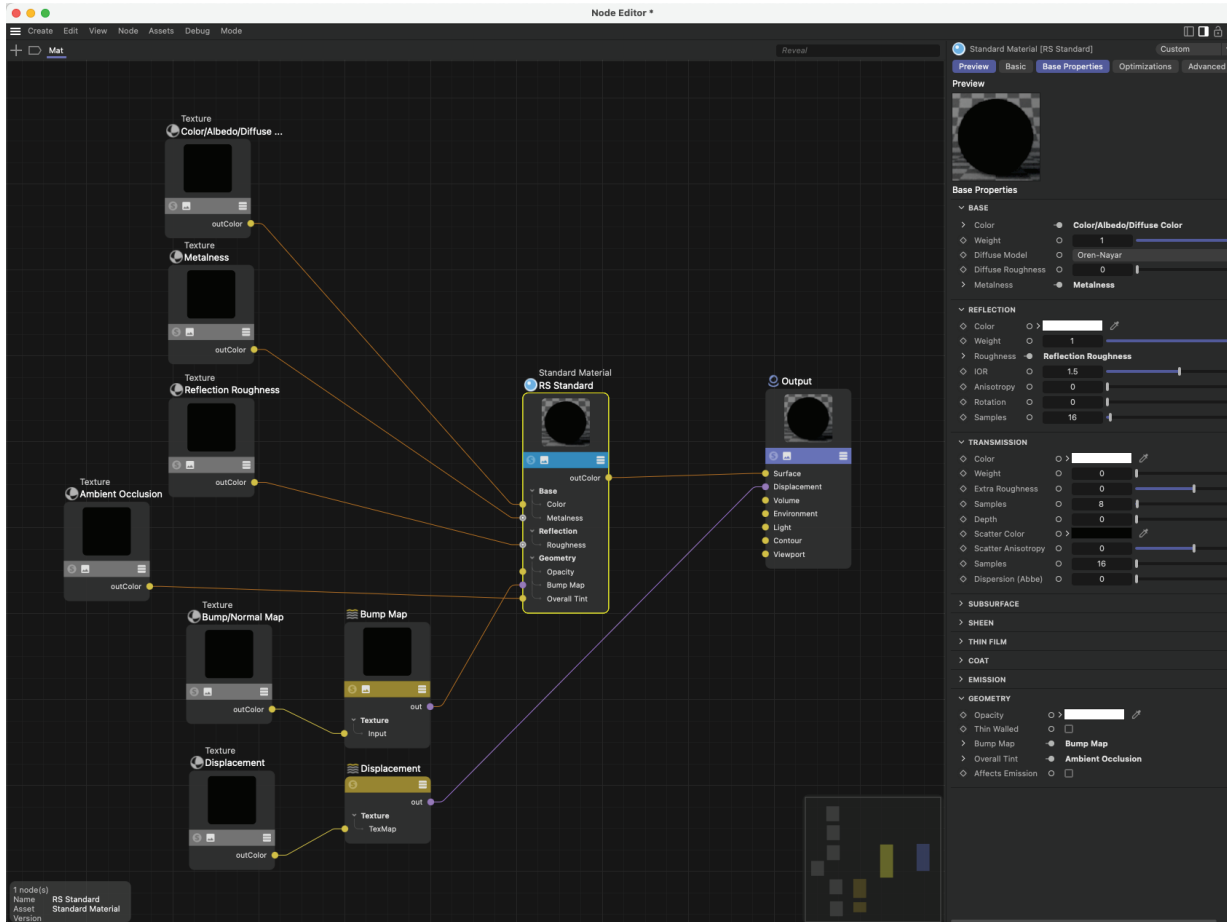 Node Editor *
Create Edit View Node Assets Debug Mode
Mat
Reveal
Texture
Color/Albedo/Diffuse ...
outColor
Texture
Metalness
outColor
Texture
Reflection Roughness
outColor
Texture
Ambient Occlusion
outColor
Texture
Bump/Normal Map
outColor
Bump Map
out
Texture
Input
Texture
Displacement
outColor
Displacement
out
Texture
TexMap
Standard Material
RS Standard
outColor
Base
Color
Metalness
Reflection
Roughness
Geometry
Opacity
Bump Map
Overall Tint
Output
Surface
Displacement
Volume
Environment
Light
Contour
Viewport
1 node(s)
Name RS Standard
Asset Standard Material
Version
Standard Material [RS Standard] Custom
Preview Basic Base Properties Optimizations Advanced
Preview
Base Properties
BASE
Color Color/Albedo/Diffuse Color
Weight 1
Diffuse Model Oren-Nayar
Diffuse Roughness 0
Metalness Metalness
REFLECTION
Color
Weight 1
Roughness Reflection Roughness
IOR 1.5
Anisotropy 0
Rotation 0
Samples 16
TRANSMISSION
Color
Weight 0
Extra Roughness 0
Samples 8
Depth 0
Scatter Color
Scatter Anisotropy 0
Samples 16
Dispersion (Abbe) 0
SUBSURFACE
SHEEN
THIN FILM
COAT
EMISSION
GEOMETRY
Opacity
Thin Walled
Bump Map Bump Map
Overall Tint Ambient Occlusion
Affects Emission